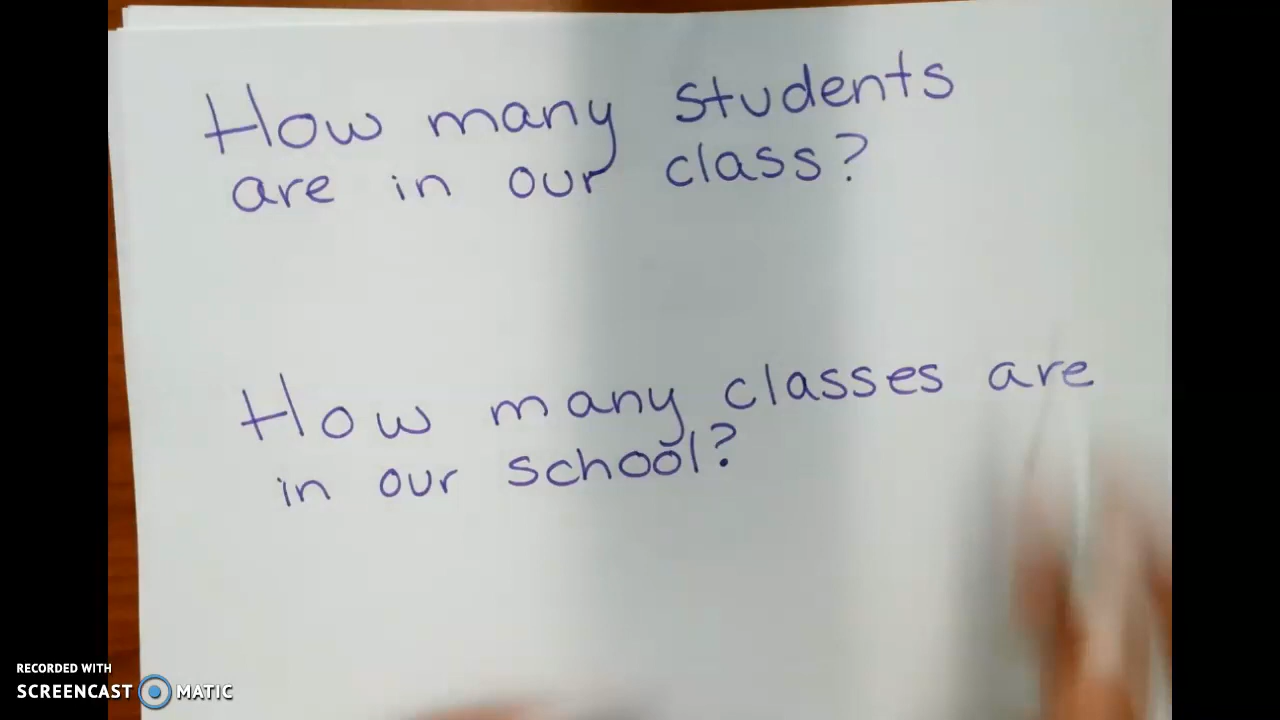 How many students
are in our class?
How many classes are
in our school?
RECORDED WITH
SCREENCAST MATIC